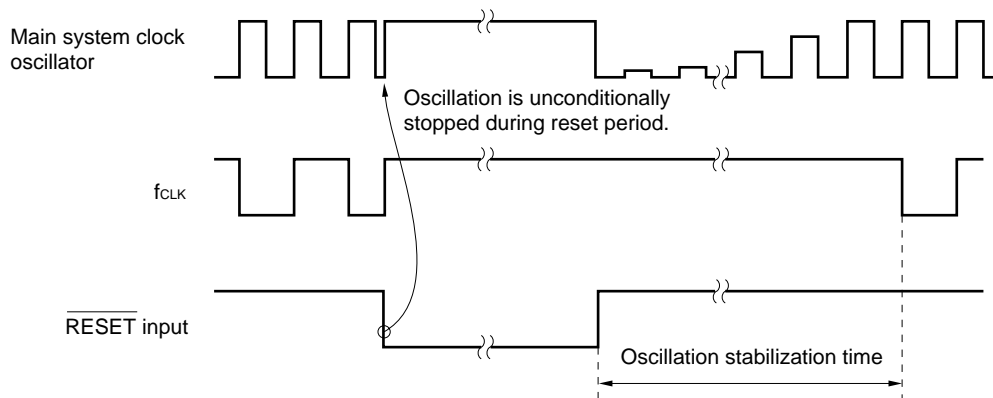 Main system clock
oscillator
Oscillation is unconditionally
stopped during reset period.
fCLK
RESET input
Oscillation stabilization time